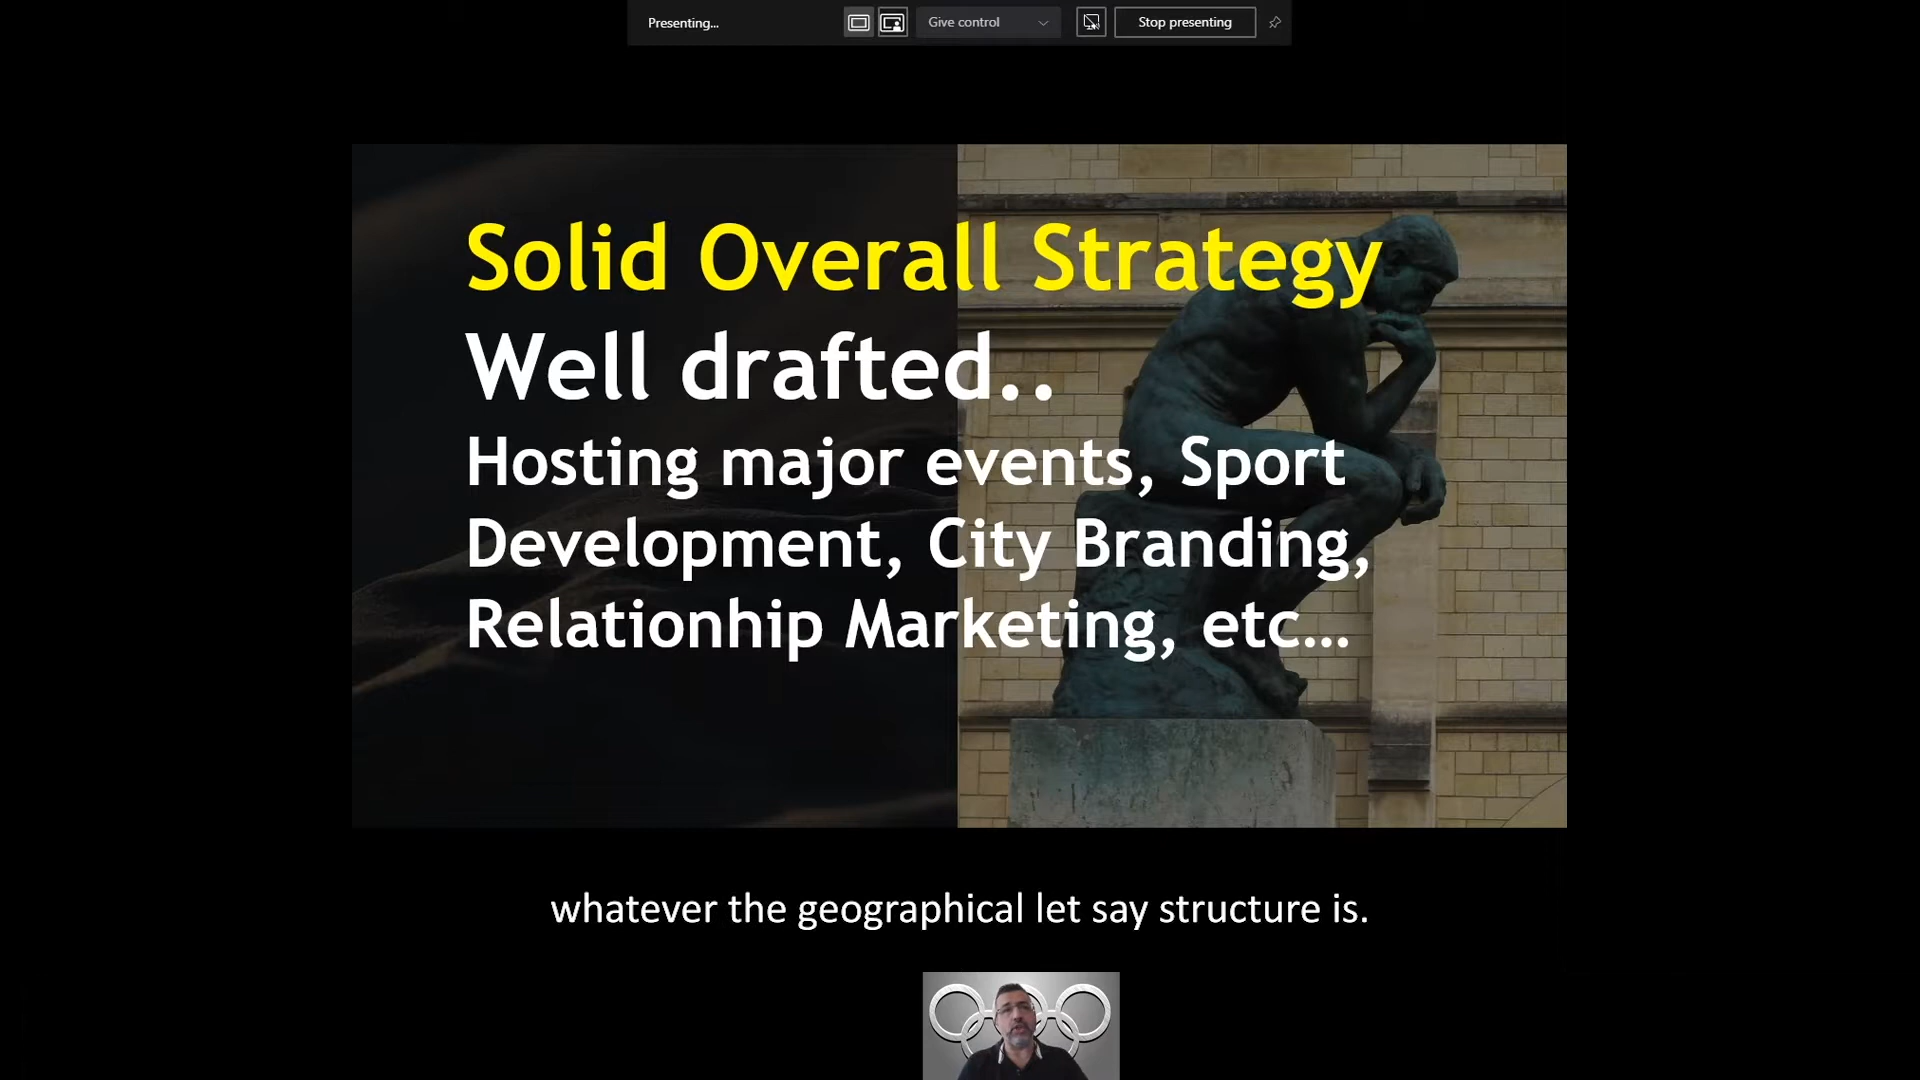 Presenting...
Give control
Stop presenting
Solid Overall Strategy
Well drafted..
Hosting major events, Sport
Development, City Branding,
Relationhip Marketing, etc...
whatever the geographical let say structure is.